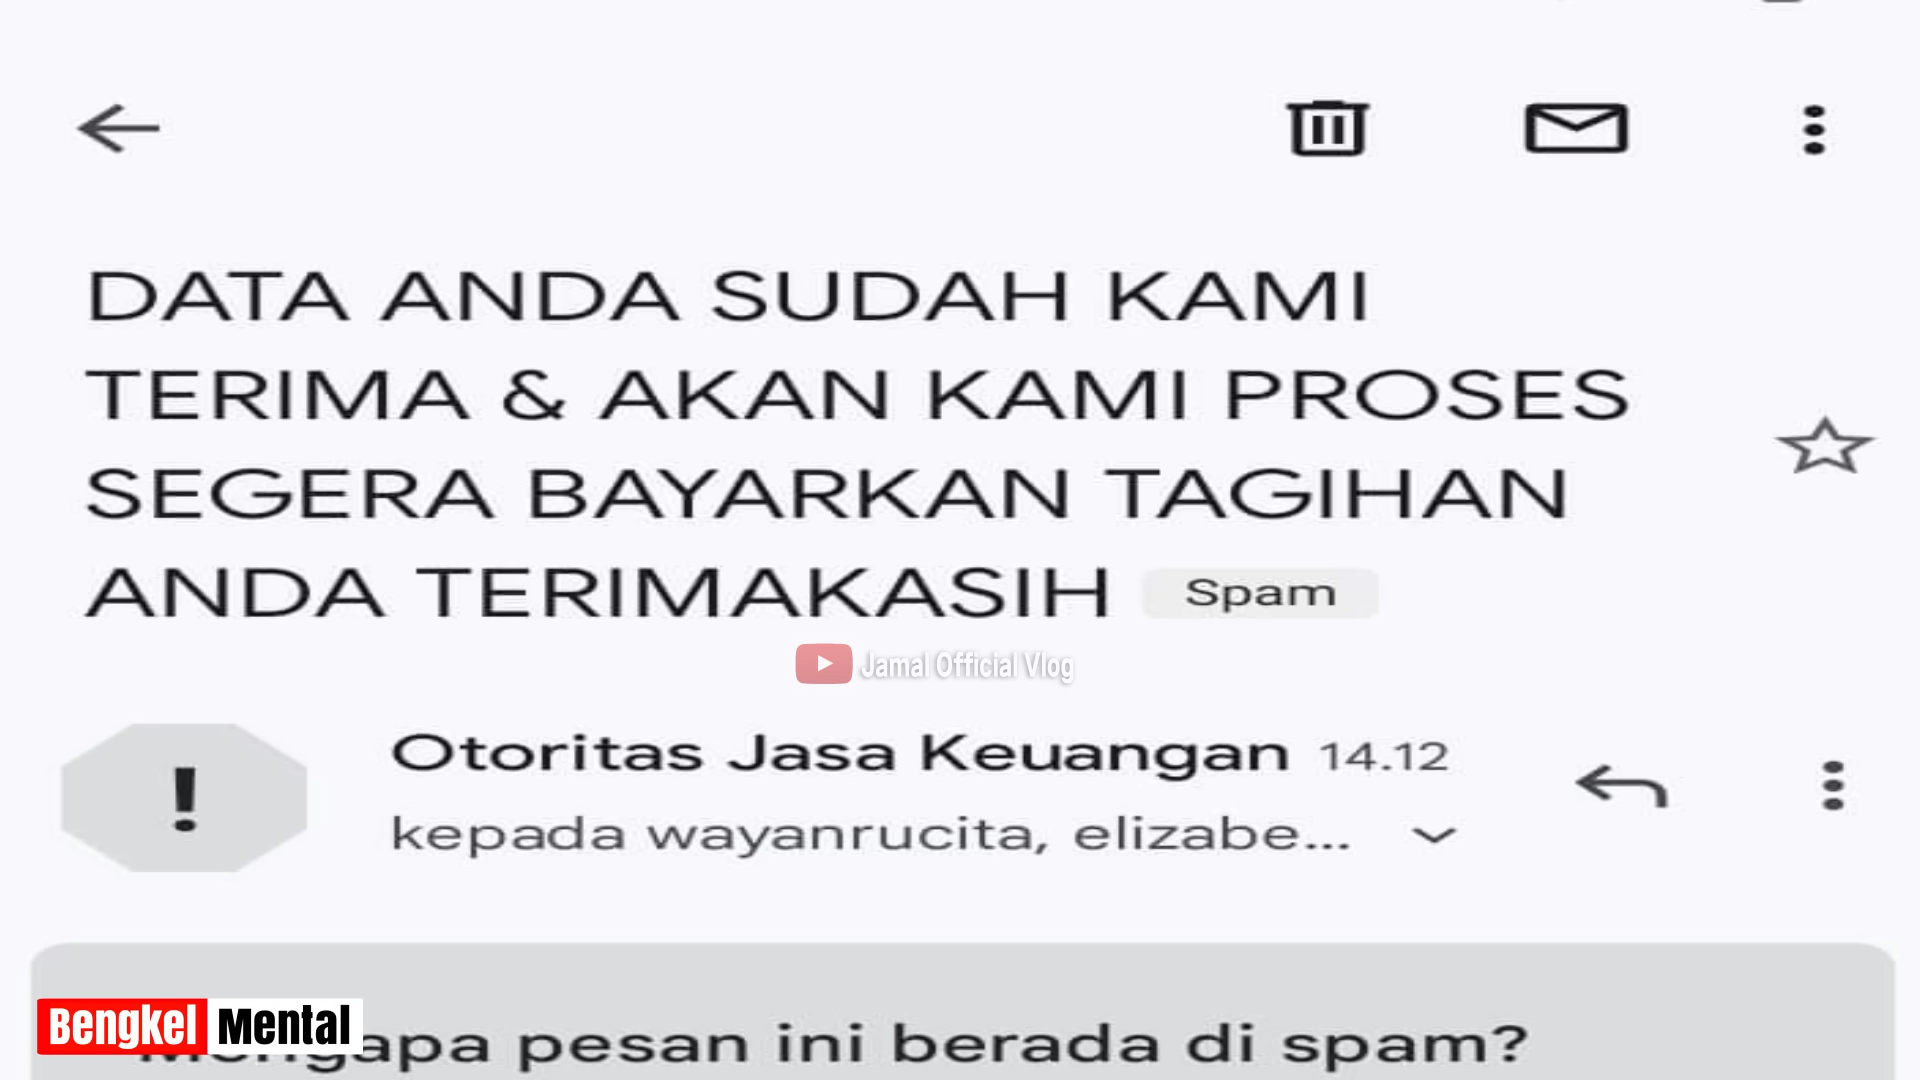 DATA ANDA SUDAH KAMI
TERIMA & AKAN KAMI PROSES
SEGERA BAYARKAN TAGIHAN
ANDA TERIMAKASIH Spam
Jamal Official Vlog
Otoritas Jasa Keuangan 14.12
kepada wayanrucita, elizabe...
Bengkel Mental
pesan ini berada di spam?